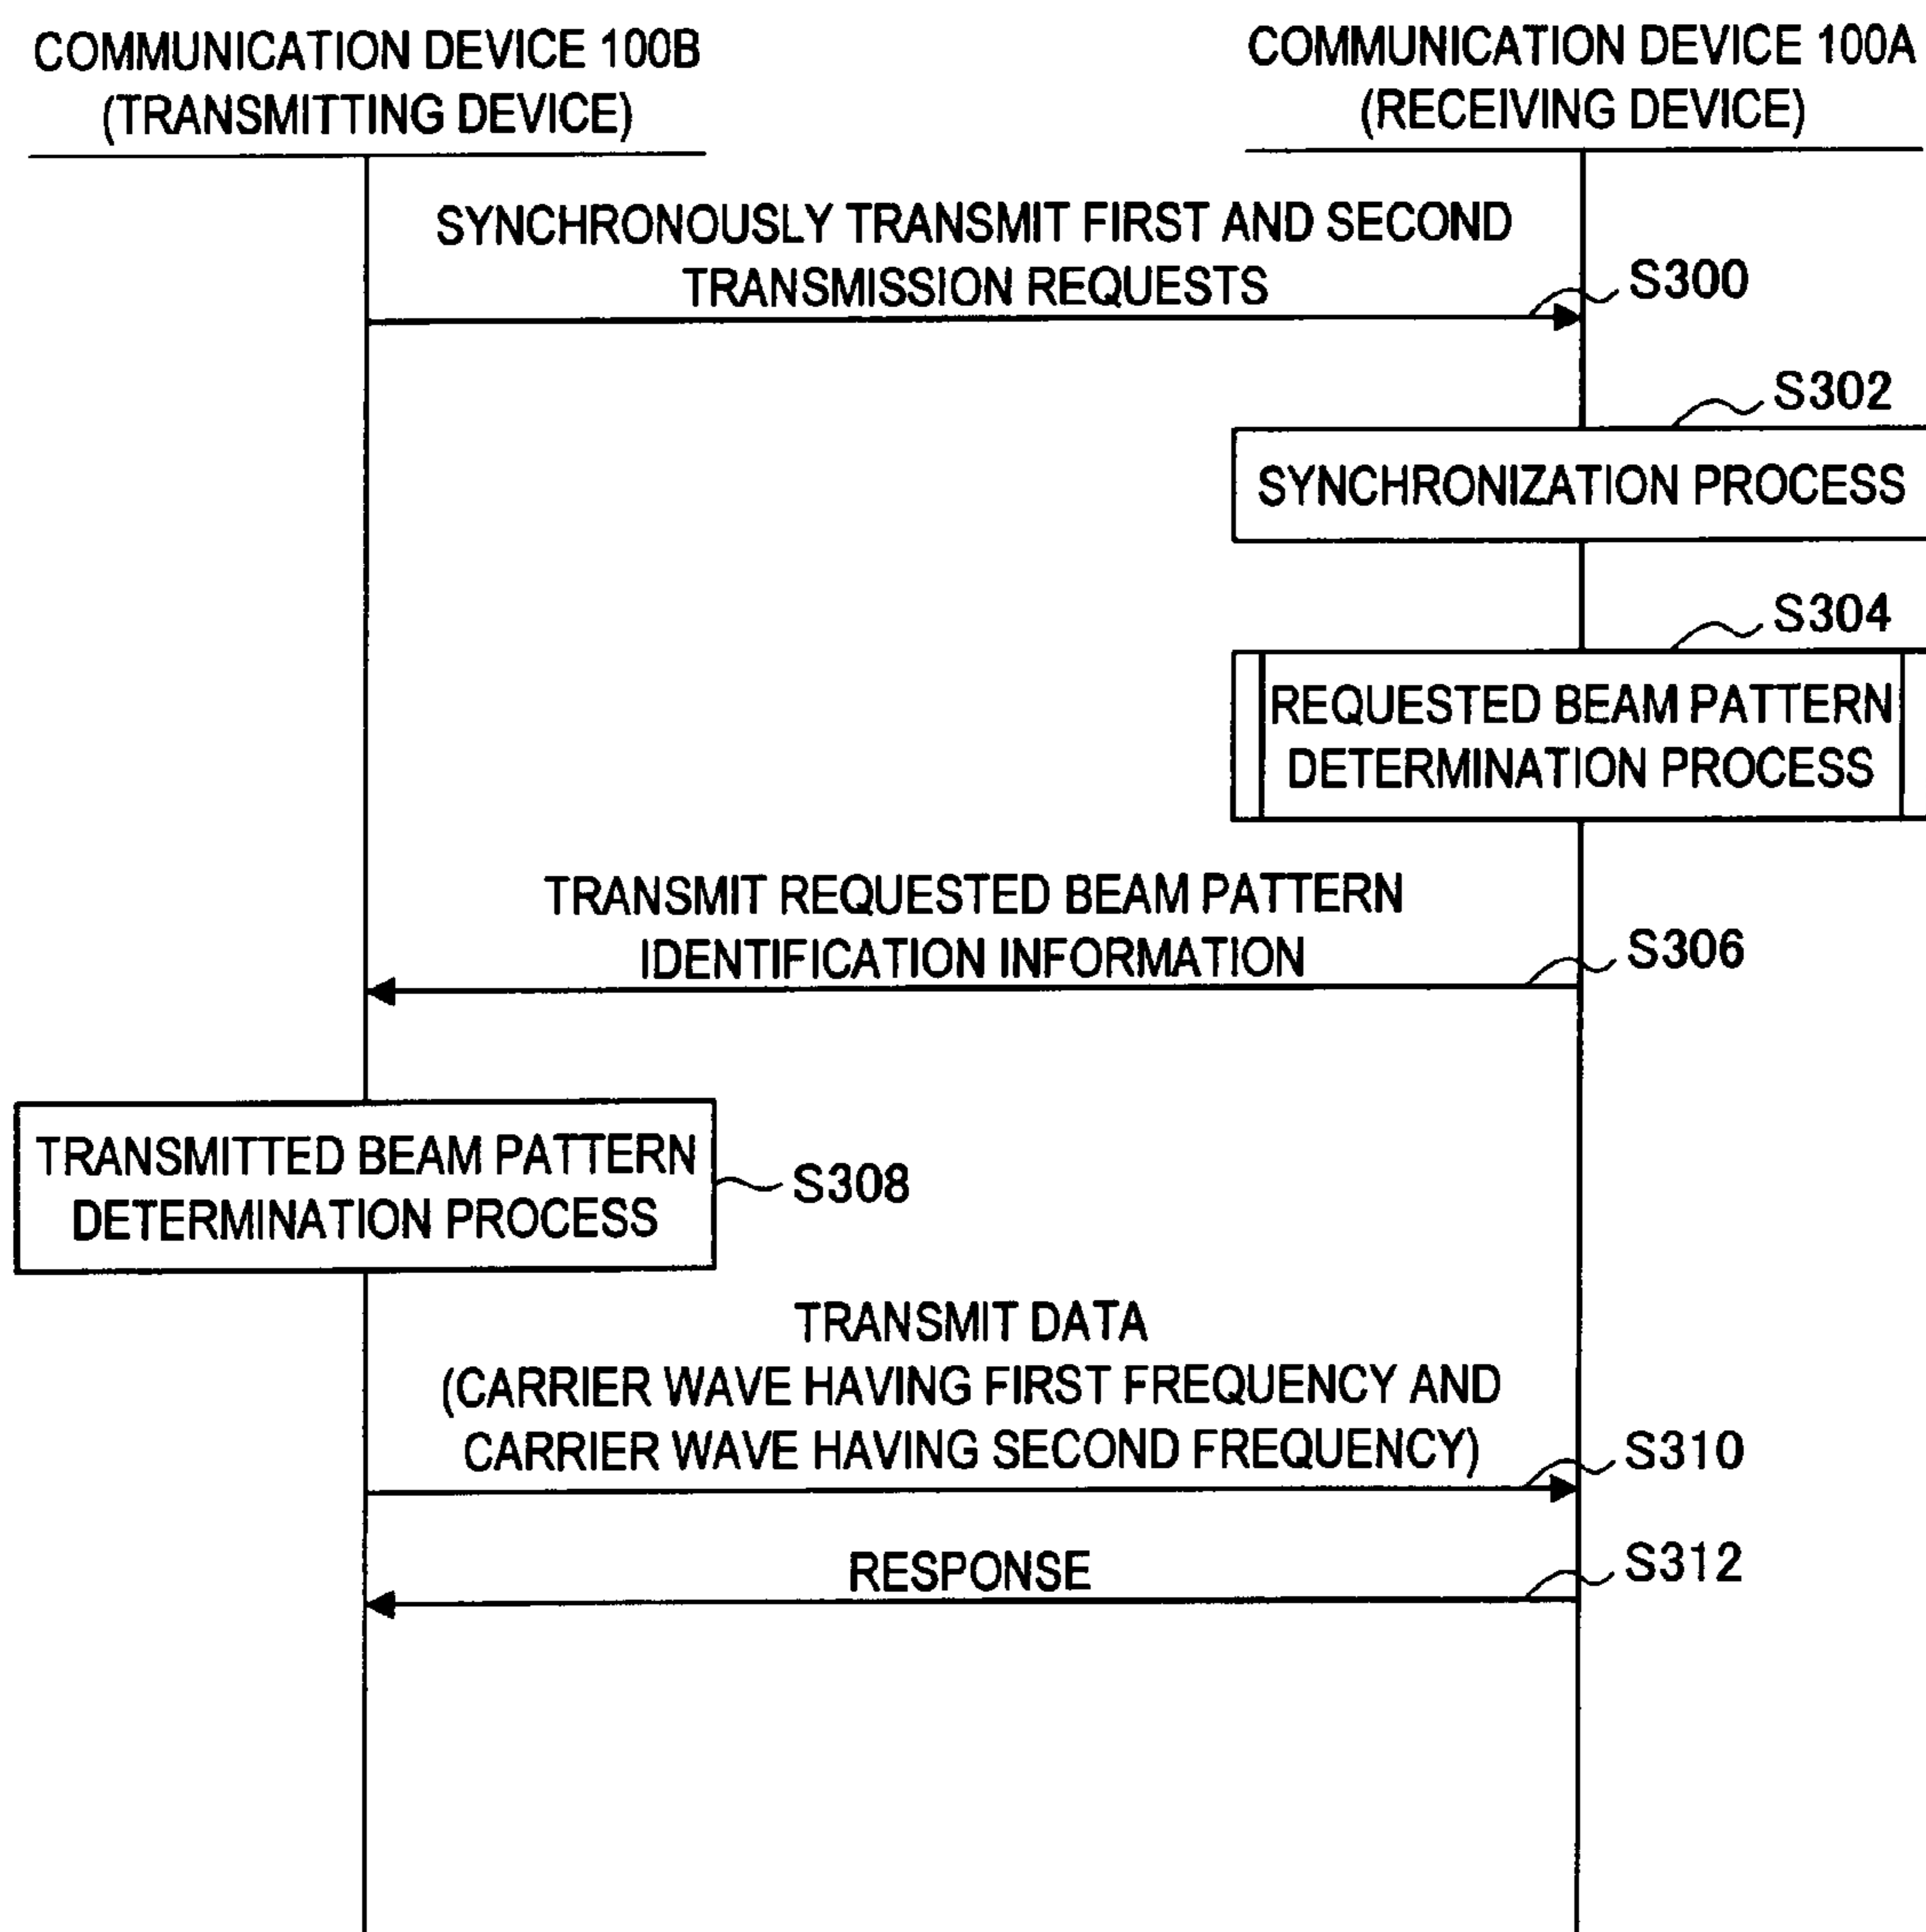 COMMUNICATION DEVICE 100B
(TRANSMITTING DEVICE)
COMMUNICATION DEVICE 100A
(RECEIVING DEVICE)
SYNCHRONOUSLY TRANSMIT FIRST AND SECOND
TRANSMISSION REQUESTS
S300
S302
SYNCHRONIZATION PROCESS
S304
REQUESTED BEAM PATTERN
DETERMINATION PROCESS
TRANSMIT REQUESTED BEAM PATTERN
IDENTIFICATION INFORMATION
S306
TRANSMITTED BEAM PATTERN
DETERMINATION PROCESS
S308
TRANSMIT DATA
(CARRIER WAVE HAVING FIRST FREQUENCY AND
CARRIER WAVE HAVING SECOND FREQUENCY)
S310
RESPONSE
S312